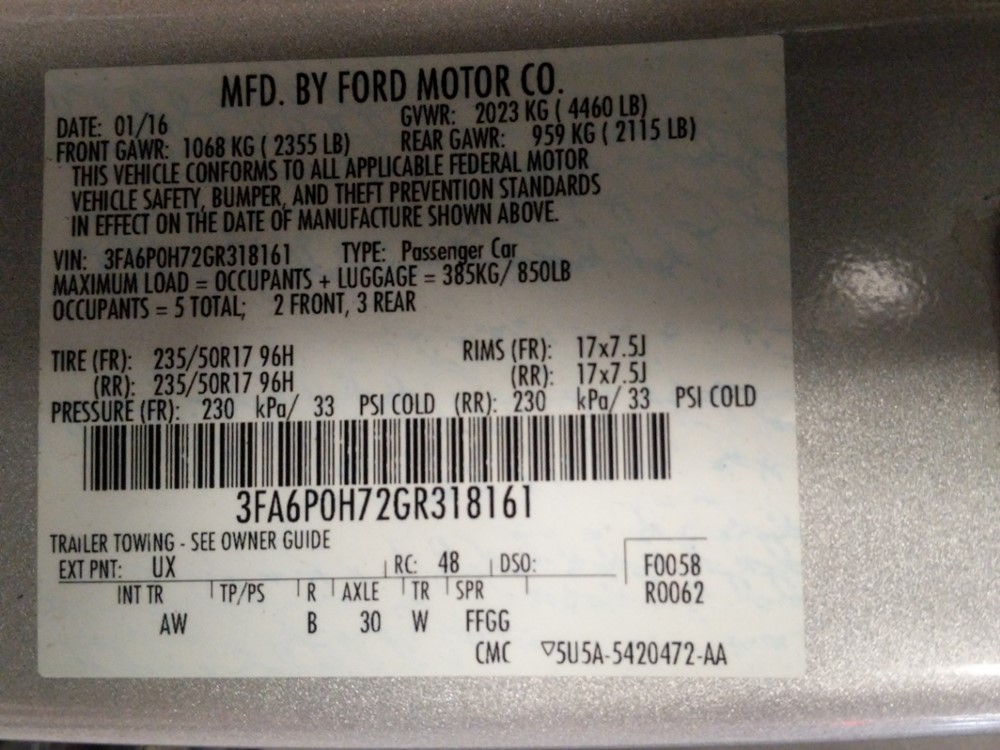 MFD. BY FORD MOTOR CO.
DATE: 01/16 GVWR: 2023 KG ( 4460 LB)
FRONT GAWR: 1068 KG ( 2355 LB) REAR GAWR: 959 KG ( 2115 LB)
THIS VEHICLE CONFORMS TO ALL APPLICABLE FEDERAL MOTOR
VEHICLE SAFETY, BUMPER, AND THEFT PREVENTION STANDARDS
IN EFFECT ON THE DATE OF MANUFACTURE SHOWN ABOVE.
VIN: 3FA6P0H72GR318161 TYPE: Passenger Car
MAXIMUM LOAD = OCCUPANTS + LUGGAGE = 385KG/ 850LB
OCCUPANTS = 5 TOTAL; 2 FRONT, 3 REAR
TIRE (FR): 235/50R17 96H RIMS (FR): 17x7.5J
(RR): 235/50R17 96H (RR): 17x7.5J
PRESSURE (FR): 230 kPa/ 33 PSI COLD (RR): 230 kPa/ 33 PSI COLD
3FA6P0H72GR318161
TRAILER TOWING - SEE OWNER GUIDE
EXT PNT: UX RC: 48 DSO: F0058
INT TR TP/PS R AXLE TR SPR R0062
AW B 30 W FFGG
CMC ▽5U5A-5420472-AA